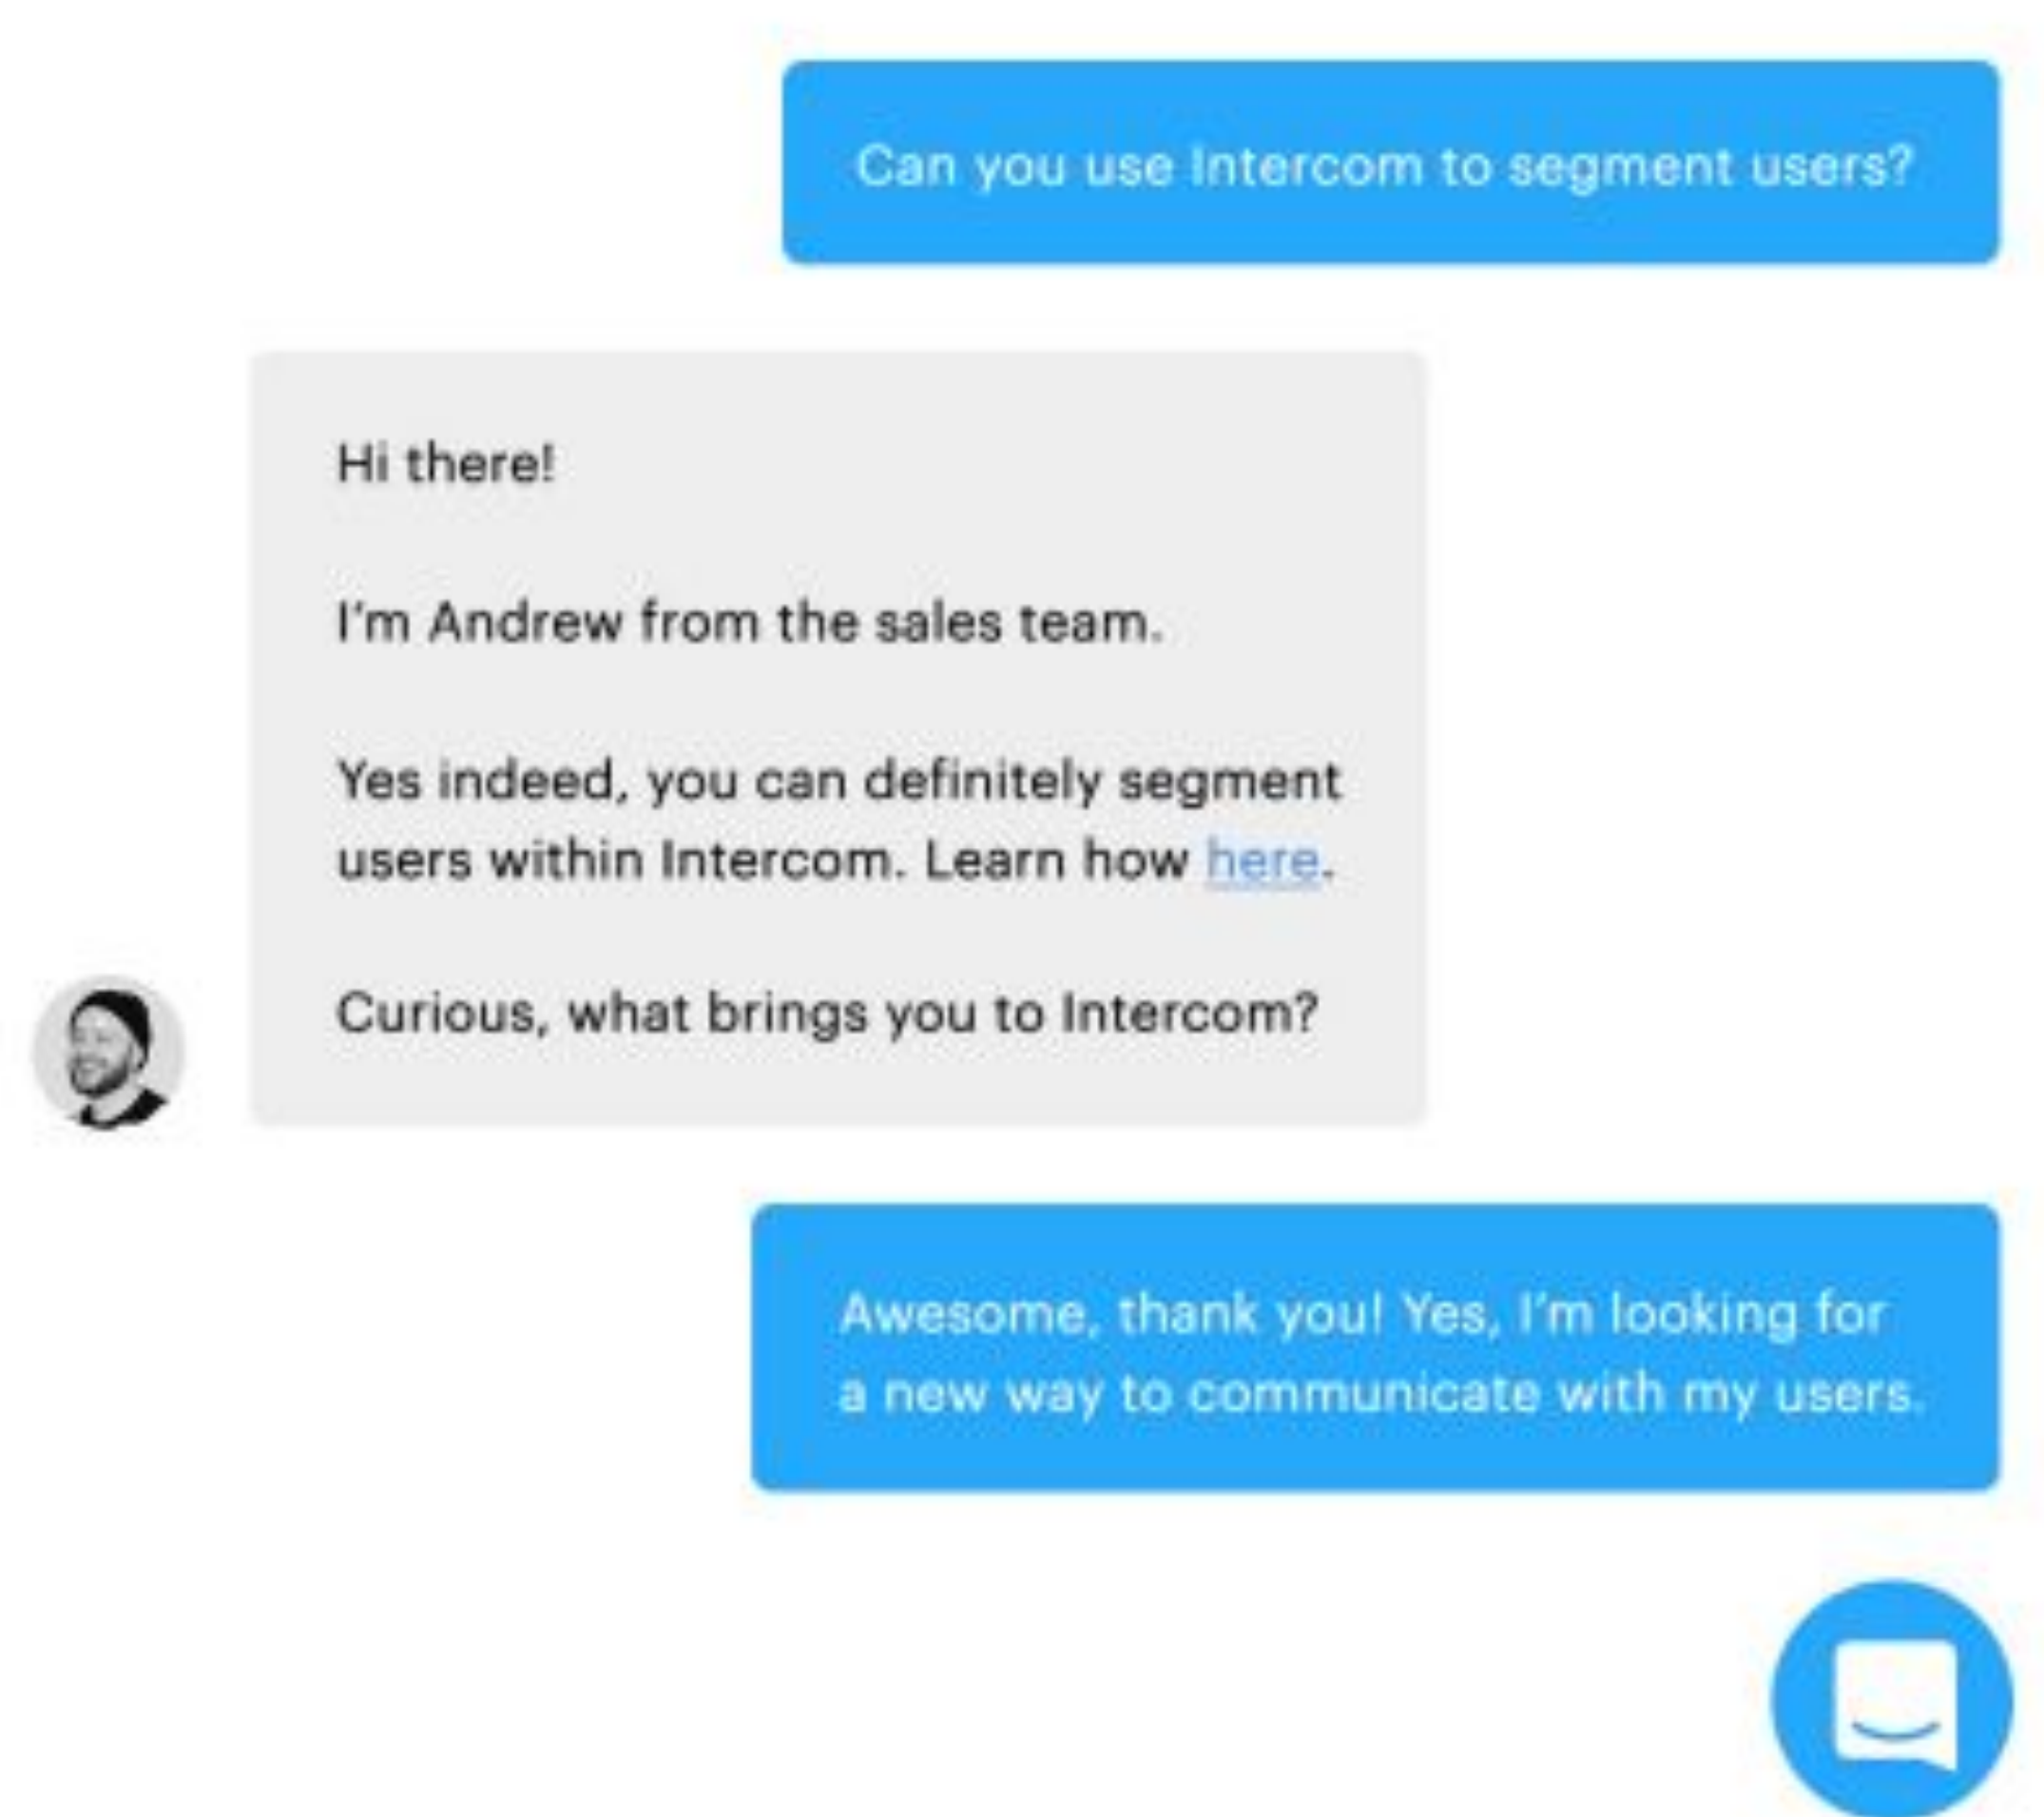 Can you use Intercom to segment users?
Hi there!
I'm Andrew from the sales team.
Yes indeed, you can definitely segment
users within Intercom. Learn how here.
Curious, what brings you to Intercom?
Awesome, thank you! Yes, I'm looking for
a new way to communicate with my users.